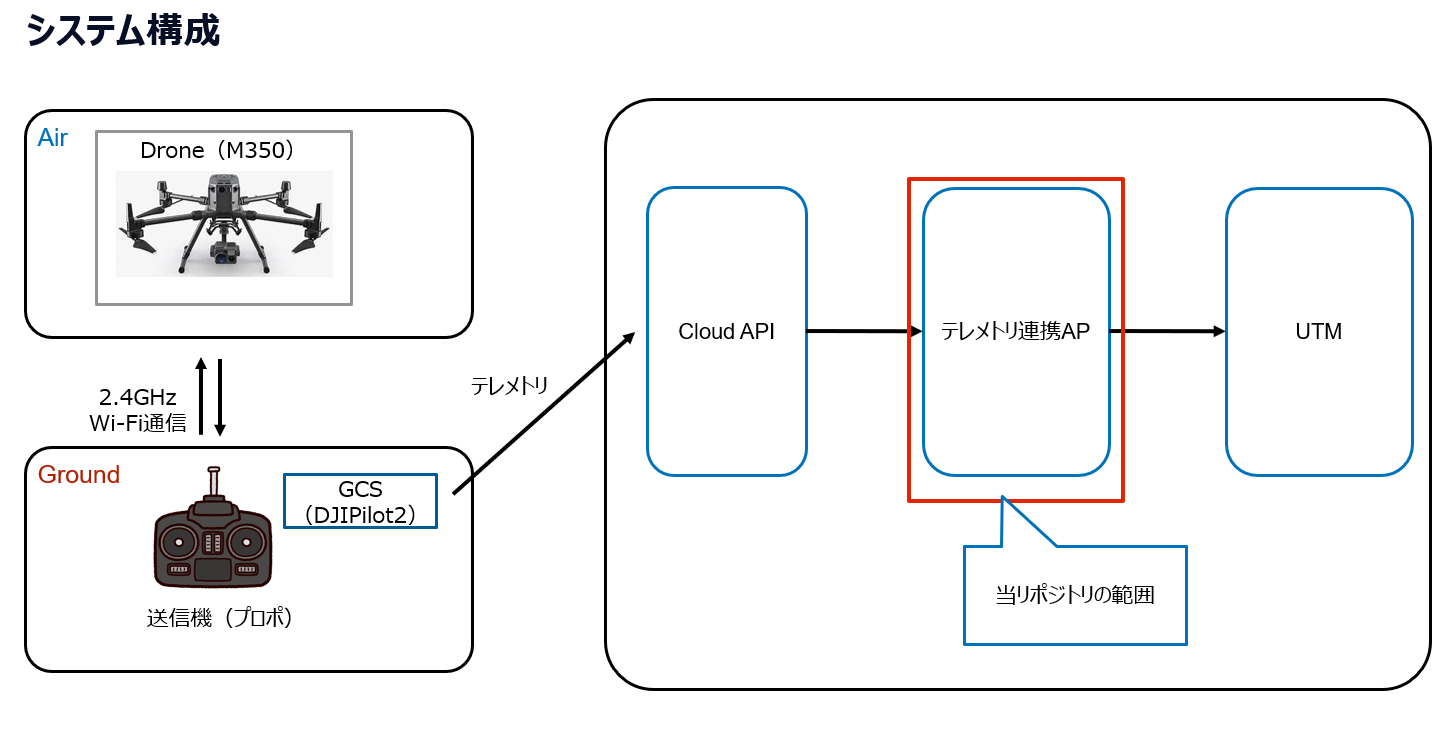 システム構成
Air
Drone（M350）
2.4GHz
Wi-Fi通信
Ground
GCS
（DJIPilot2）
送信機（プロポ）
テレメトリ
Cloud API
テレメトリ連携AP
UTM
当リポジトリの範囲